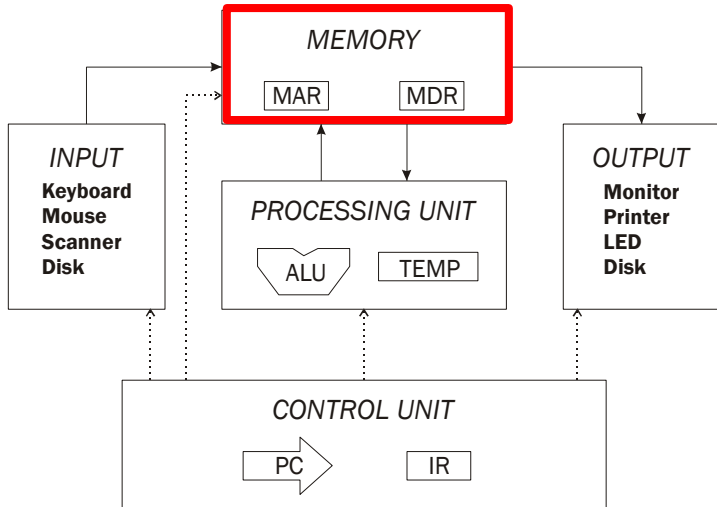 MEMORY
MAR MDR
INPUT
Keyboard
Mouse
Scanner
Disk
PROCESSING UNIT
ALU TEMP
OUTPUT
Monitor
Printer
LED
Disk
CONTROL UNIT
PC IR